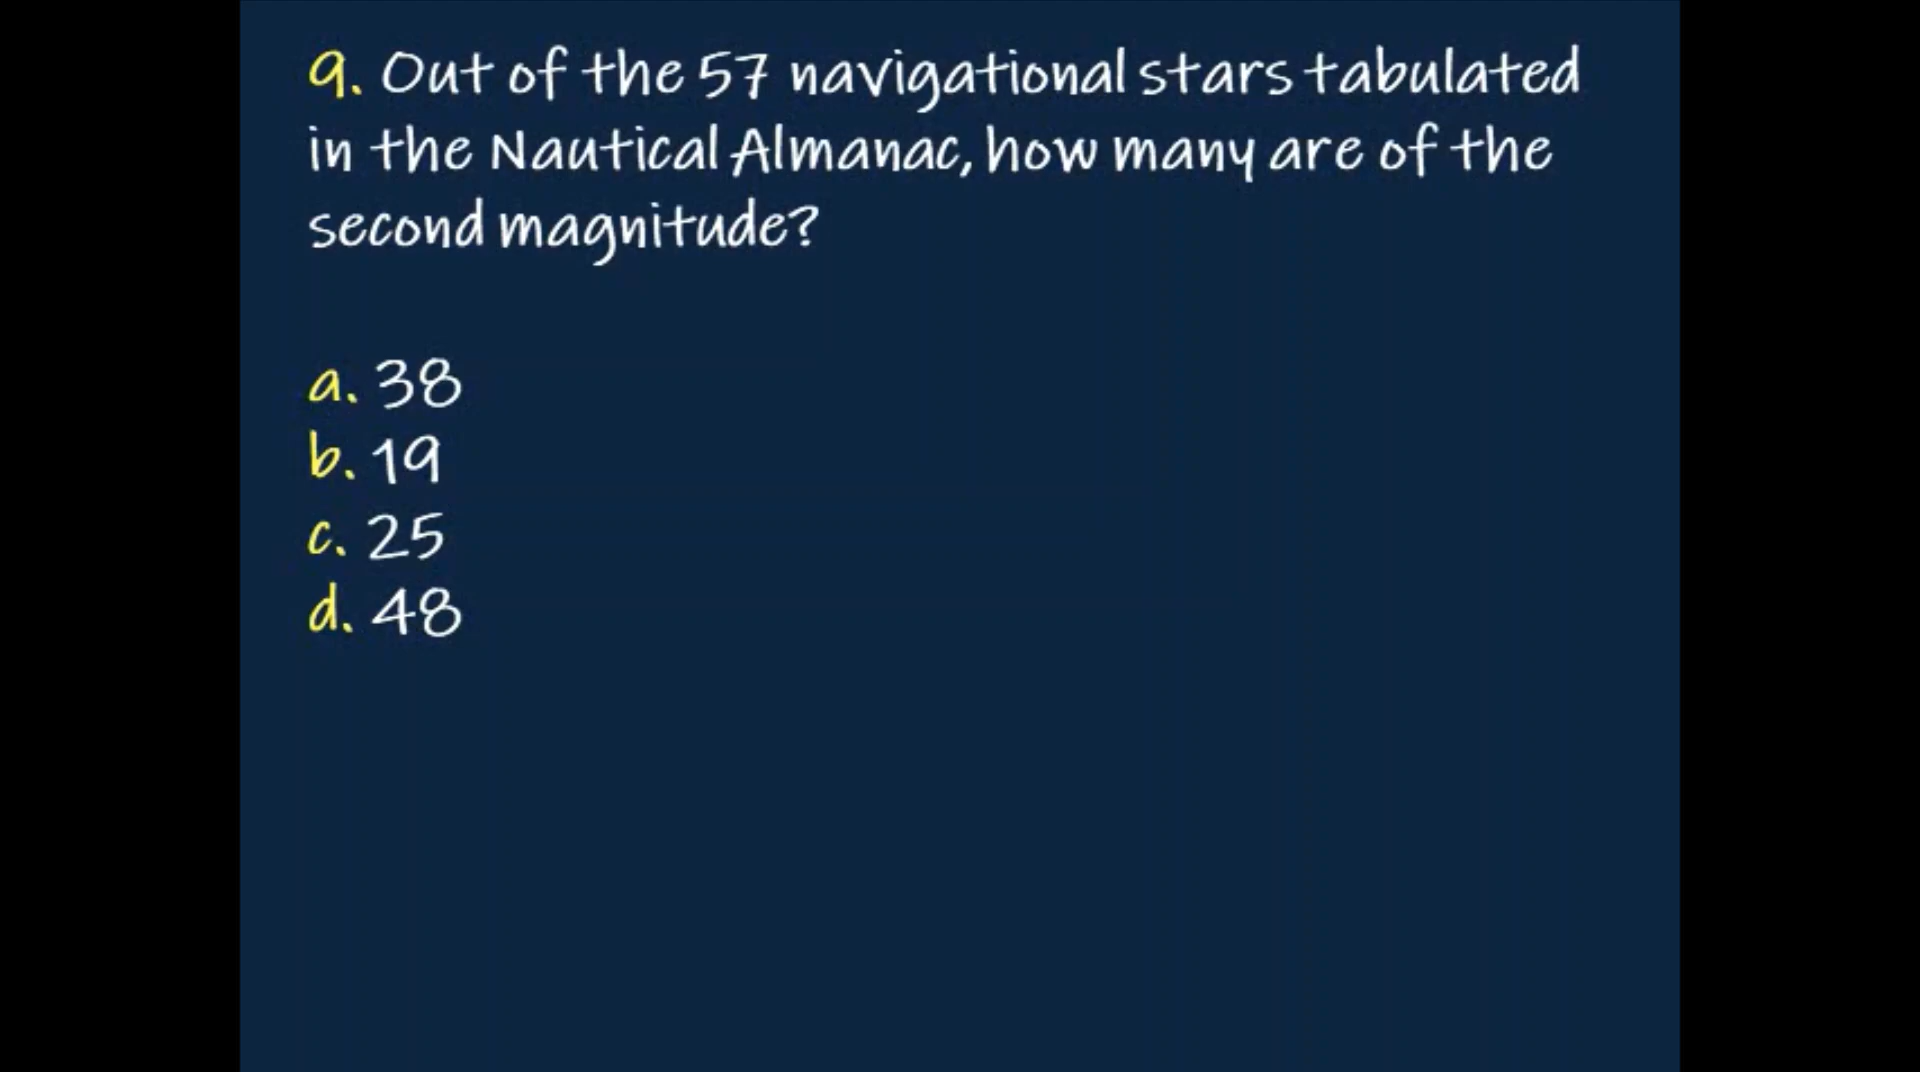 9. Out of the 57 navigational stars tabulated
in the Nautical Almanac, how many are of the
second magnitude?
a. 38
b. 19
c. 25
d. 48